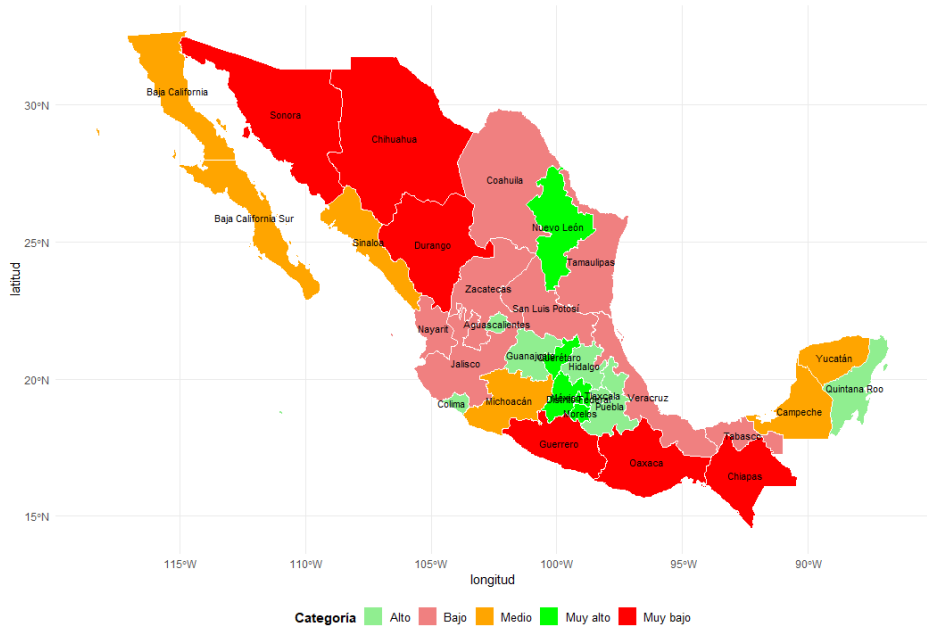 30°N
25°N
20°N
15°N
latitud
Baja California
Sonora
Chihuahua
Coahuila
Baja California Sur
Nuevo León
Sinaloa
Durango
Tamaulipas
Zacatecas
San Luis Potosí
Nayarit
Aguascalientes
Jalisco
Guanajuato
Querétaro
Hidalgo
Yucatán
Quintana Roo
Colima
Michoacán
México
Distrito Federal
Tlaxcala
Puebla
Veracruz
Morelos
Campeche
Guerrero
Tabasco
Oaxaca
Chiapas
115°W
110°W
105°W
100°W
95°W
90°W
longitud
Categoría Alto Bajo Medio Muy alto Muy bajo